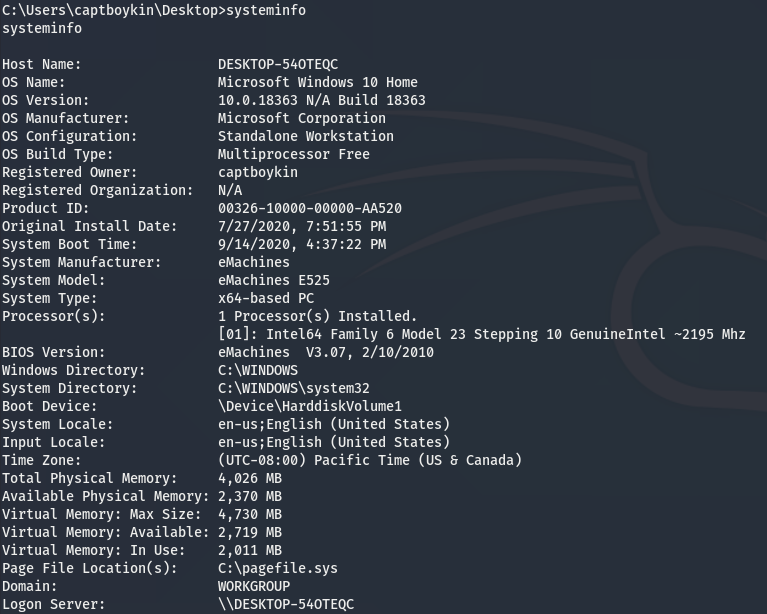 C:\Users\captboykin\Desktop>systeminfo
systeminfo
Host Name:                 DESKTOP-54OTEQC
OS Name:                   Microsoft Windows 10 Home
OS Version:                10.0.18363 N/A Build 18363
OS Manufacturer:           Microsoft Corporation
OS Configuration:          Standalone Workstation
OS Build Type:             Multiprocessor Free
Registered Owner:          captboykin
Registered Organization:   N/A
Product ID:                00326-10000-00000-AA520
Original Install Date:     7/27/2020, 7:51:55 PM
System Boot Time:          9/14/2020, 4:37:22 PM
System Manufacturer:       eMachines
System Model:              eMachines E525
System Type:               x64-based PC
Processor(s):              1 Processor(s) Installed.
                           [01]: Intel64 Family 6 Model 23 Stepping 10 GenuineIntel ~2195 Mhz
BIOS Version:              eMachines  V3.07, 2/10/2010
Windows Directory:         C:\WINDOWS
System Directory:          C:\WINDOWS\system32
Boot Device:               \Device\HarddiskVolume1
System Locale:             en-us;English (United States)
Input Locale:              en-us;English (United States)
Time Zone:                 (UTC-08:00) Pacific Time (US & Canada)
Total Physical Memory:     4,026 MB
Available Physical Memory: 2,370 MB
Virtual Memory: Max Size:  4,730 MB
Virtual Memory: Available: 2,719 MB
Virtual Memory: In Use:    2,011 MB
Page File Location(s):     C:\pagefile.sys
Domain:                    WORKGROUP
Logon Server:              \\DESKTOP-54OTEQC